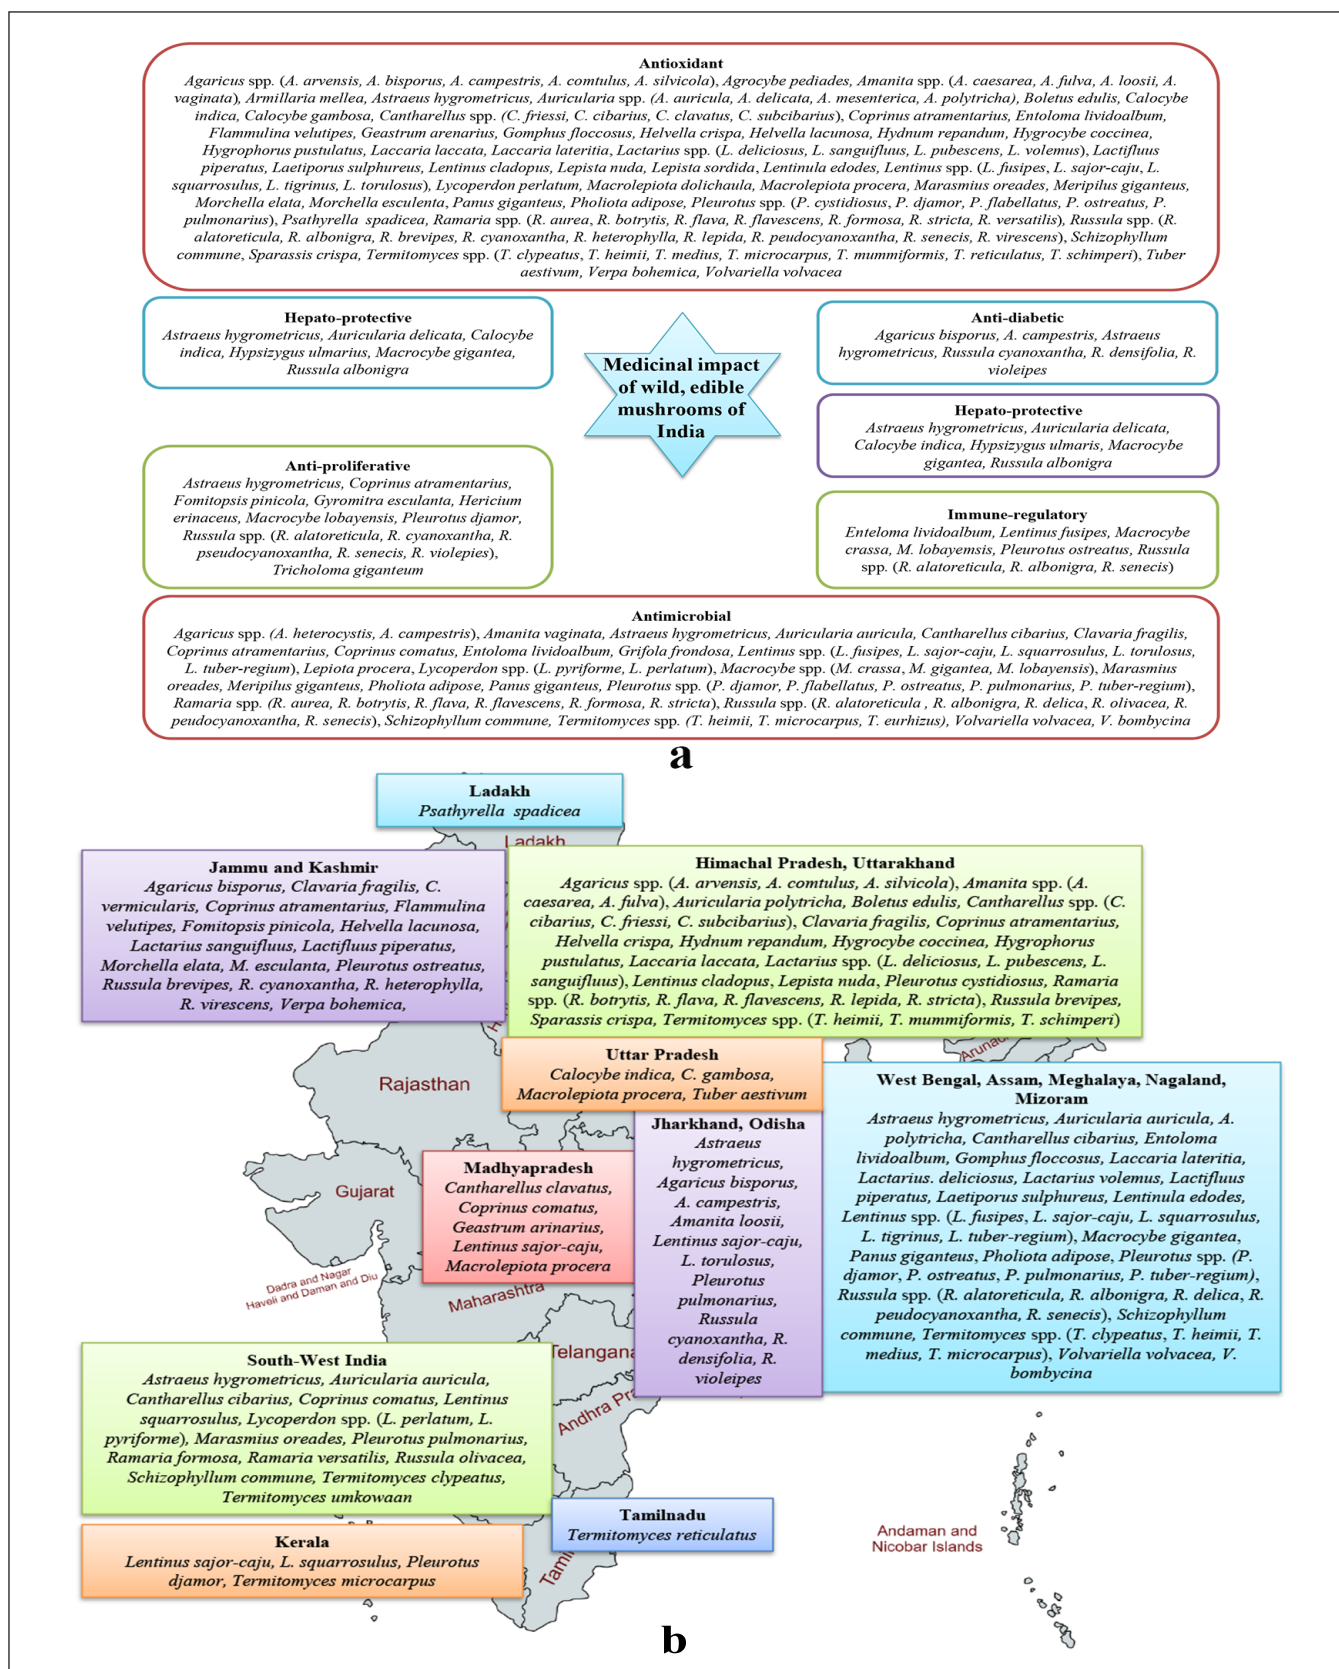 Antioxidant
Agaricus spp. (A. arvensis, A. bisporus, A. campestris, A. comtulus, A. silvicola), Agrocybe pediades, Amanita spp. (A. caesarea, A. fulva, A. loosii, A.
vaginata), Armillaria mellea, Astraeus hygrometricus, Auricularia spp. (A. auricula, A. delicata, A. mesenterica, A. polytricha), Boletus edulis, Calocybe
indica, Calocybe gambosa, Cantharellus spp. (C. friessi, C. cibarius, C. clavatus, C. subcibarius), Coprinus atramentarius, Entoloma lividoalbum,
Flammulina velutipes, Geastrum arenarius, Gomphus floccosus, Helvella crispa, Helvella lacunosa, Hydnum repandum, Hygrocybe coccinea,
Hygrophorus pustulatus, Laccaria laccata, Laccaria lateritia, Lactarius spp. (L. deliciosus, L. sanguifluus, L. pubescens, L. volemus), Lactifluus
piperatus, Laetiporus sulphureus, Lentinus cladopus, Lepista nuda, Lepista sordida, Lentinula edodes, Lentinus spp. (L. fusipes, L. sajor-caju, L.
squarrosulus, L. tigrinus, L. torulosus), Lycoperdon perlatum, Macrolepiota dolichaula, Macrolepiota procera, Marasmius oreades, Meripilus giganteus,
Morchella elata, Morchella esculenta, Panus giganteus, Pholiota adipose, Pleurotus spp. (P. cystidiosus, P. djamor, P. flabellatus, P. ostreatus, P.
pulmonarius), Psathyrella spadicea, Ramaria spp. (R. aurea, R. botrytis, R. flava, R. flavescens, R. formosa, R. stricta, R. versatilis), Russula spp. (R.
alatoreticula, R. albonigra, R. brevipes, R. cyanoxantha, R. heterophylla, R. lepida, R. peudocyanoxantha, R. senecis, R. virescens), Schizophyllum
commune, Sparassis crispa, Termitomyces spp. (T. clypeatus, T. heimii, T. medius, T. microcarpus, T. mummiformis, T. reticulatus, T. schimperi), Tuber
aestivum, Verpa bohemica, Volvariella volvacea
Hepato-protective
Astraeus hygrometricus, Auricularia delicata, Calocybe
indica, Hypsizygus ulmarius, Macrocybe gigantea,
Russula albonigra
Anti-proliferative
Astraeus hygrometricus, Coprinus atramentarius,
Fomitopsis pinicola, Gyromitra esculanta, Hericium
erinaceus, Macrocybe lobayensis, Pleurotus djamor,
Russula spp. (R. alatoreticula, R. cyanoxantha, R.
pseudocyanoxantha, R. senecis, R. violepies),
Tricholoma giganteum
Medicinal impact
of wild, edible
mushrooms of
India
Anti-diabetic
Agaricus bisporus, A. campestris, Astraeus
hygrometricus, Russula cyanoxantha, R. densifolia, R.
violeipes
Hepato-protective
Astraeus hygrometricus, Auricularia delicata,
Calocybe indica, Hypsizygus ulmaris, Macrocybe
gigantea, Russula albonigra
Immune-regulatory
Entoloma lividoalbum, Lentinus fusipes, Macrocybe
crassa, M. lobayemsis, Pleurotus ostreatus, Russula
spp. (R. alatoreticula, R. albonigra, R. senecis)
Antimicrobial
Agaricus spp. (A. heterocystis, A. campestris), Amanita vaginata, Astraeus hygrometricus, Auricularia auricula, Cantharellus cibarius, Clavaria fragilis,
Coprinus atramentarius, Coprinus comatus, Entoloma lividoalbum, Grifola frondosa, Lentinus spp. (L. fusipes, L. sajor-caju, L. squarrosulus, L. torulosus,
L. tuber-regium), Lepiota procera, Lycoperdon spp. (L. pyriforme, L. perlatum), Macrocybe spp. (M. crassa, M. gigantea, M. lobayensis), Marasmius
oreades, Meripilus giganteus, Pholiota adipose, Panus giganteus, Pleurotus spp. (P. djamor, P. flabellatus, P. ostreatus, P. pulmonarius, P. tuber-regium),
Ramaria spp. (R. aurea, R. botrytis, R. flava, R. flavescens, R. formosa, R. stricta), Russula spp. (R. alatoreticula , R. albonigra, R. delica, R. olivacea, R.
peudocyanoxantha, R. senecis), Schizophyllum commune, Termitomyces spp. (T. heimii, T. microcarpus, T. eurhizus), Volvariella volvacea, V. bombycina
a
Ladakh
Psathyrella spadicea
Ladakh
Jammu and Kashmir
Agaricus bisporus, Clavaria fragilis, C.
vermicularis, Coprinus atramentarius, Flammulina
velutipes, Fomitopsis pinicola, Helvella lacunosa,
Lactarius sanguifluus, Lactifluus piperatus,
Morchella elata, M. esculanta, Pleurotus ostreatus,
Russula brevipes, R. cyanoxantha, R. heterophylla,
R. virescens, Verpa bohemica,
Himachal Pradesh, Uttarakhand
Agaricus spp. (A. arvensis, A. comtulus, A. silvicola), Amanita spp. (A.
caesarea, A. fulva), Auricularia polytricha, Boletus edulis, Cantharellus spp. (C.
cibarius, C. friessi, C. subcibarius), Clavaria fragilis, Coprinus atramentarius,
Helvella crispa, Hydnum repandum, Hygrocybe coccinea, Hygrophorus
pustulatus, Laccaria laccata, Lactarius spp. (L. deliciosus, L. pubescens, L.
sanguifluus), Lentinus cladopus, Lepista nuda, Pleurotus cystidiosus, Ramaria
spp. (R. botrytis, R. flava, R. flavescens, R. lepida, R. stricta), Russula brevipes,
Sparassis crispa, Termitomyces spp. (T. heimii, T. mummiformis, T. schimperi)
Uttar Pradesh
Calocybe indica, C. gambosa,
Macrolepiota procera, Tuber aestivum
Rajasthan
Gujarat
Dadra and Nagar
Haveli and Daman and Diu
Maharashtra
Telangana
Madhyapradesh
Cantharellus clavatus,
Coprinus comatus,
Geastrum arinarius,
Lentinus sajor-caju,
Macrolepiota procera
Jharkhand, Odisha
Astraeus
hygrometricus,
Agaricus bisporus,
A. campestris,
Amanita loosii,
Lentinus sajor-caju,
L. torulosus,
Pleurotus
pulmonarius,
Russula
cyanoxantha, R.
densifolia, R.
violeipes
West Bengal, Assam, Meghalaya, Nagaland,
Mizoram
Astraeus hygrometricus, Auricularia auricula, A.
polytricha, Cantharellus cibarius, Entoloma
lividoalbum, Gomphus floccosus, Laccaria lateritia,
Lactarius. deliciosus, Lactarius volemus, Lactifluus
piperatus, Laetiporus sulphureus, Lentinula edodes,
Lentinus spp. (L. fusipes, L. sajor-caju, L. squarrosulus,
L. tigrinus, L. tuber-regium), Macrocybe gigantea,
Panus giganteus, Pholiota adipose, Pleurotus spp. (P.
djamor, P. ostreatus, P. pulmonarius, P. tuber-regium),
Russula spp. (R. alatoreticula, R. albonigra, R. delica, R.
peudocyanoxantha, R. senecis), Schizophyllum
commune, Termitomyces spp. (T. clypeatus, T. heimii, T.
medius, T. microcarpus), Volvariella volvacea, V.
bombycina
South-West India
Astraeus hygrometricus, Auricularia auricula,
Cantharellus cibarius, Coprinus comatus, Lentinus
squarrosulus, Lycoperdon spp. (L. perlatum, L.
pyriforme), Marasmius oreades, Pleurotus pulmonarius,
Ramaria formosa, Ramaria versatilis, Russula olivacea,
Schizophyllum commune, Termitomyces clypeatus,
Termitomyces umkowaan
Andhra
Tamilnadu
Termitomyces reticulatus
Kerala
Lentinus sajor-caju, L. squarrosulus, Pleurotus
djamor, Termitomyces microcarpus
Andaman and
Nicobar Islands
b